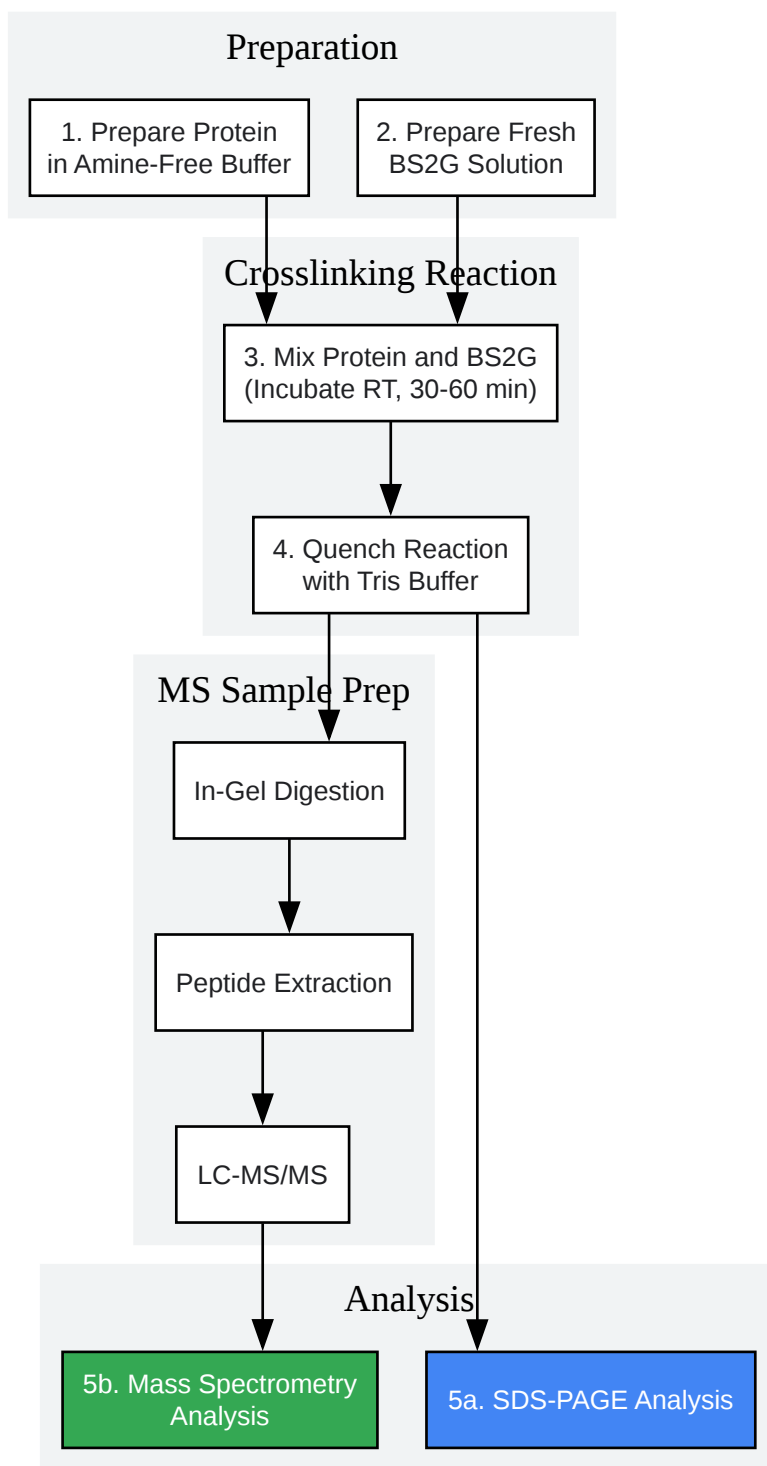 Preparation
1. Prepare Protein
in Amine-Free Buffer
2. Prepare Fresh
BS2G Solution
Crosslinking Reaction
3. Mix Protein and BS2G
(Incubate RT, 30-60 min)
4. Quench Reaction
with Tris Buffer
MS Sample Prep
In-Gel Digestion
Peptide Extraction
LC-MS/MS
Analysis
5b. Mass Spectrometry
Analysis
5a. SDS-PAGE Analysis